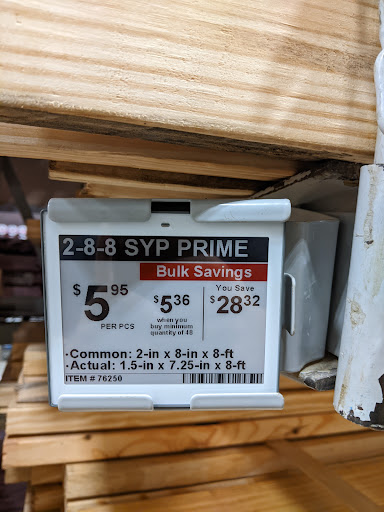 2-8-8 SYP PRIME
Bulk Savings
$5.95
PER PCS
$5.36
when you
buy minimum
quantity of 48
You Save
$28.32
·Common: 2-in x 8-in x 8-ft
·Actual: 1.5-in x 7.25-in x 8-ft
ITEM # 76250